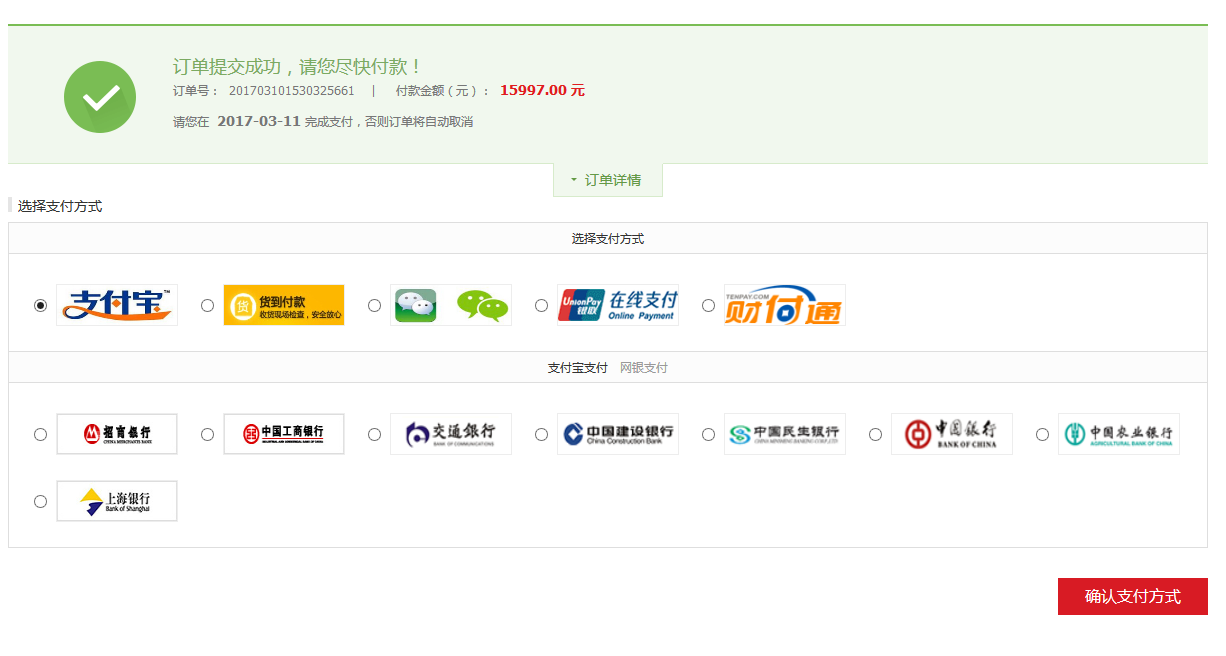 订单提交成功，请您尽快付款！
订单号： 201703101530325661 | 付款金额（元）： 15997.00 元
请您在 2017-03-11 完成支付，否则订单将自动取消
订单详情
选择支付方式
选择支付方式
支付宝™ 货 货到付款 UnionPay 银联 在线支付 TENPAY.COM
收货现场检查，安全放心 Online Payment 财付通
支付宝支付 网银支付
招商银行 中国工商银行 交通银行 中国建设银行 中国民生银行 中国银行 中国农业银行
CHINA MERCHANTS BANK INDUSTRIAL AND COMMERCIAL BANK OF CHINA BANK OF COMMUNICATIONS China Construction Bank CHINA MINSHENG BANKING CORP.,LTD BANK OF CHINA AGRICULTURAL BANK OF CHINA
上海银行
Bank of Shanghai
确认支付方式